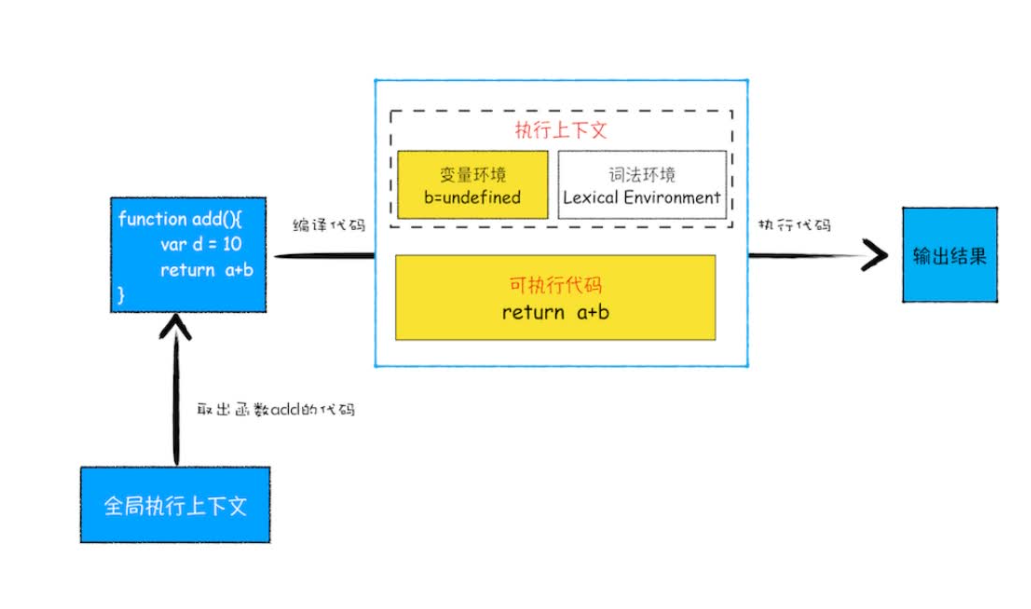 执行上下文
变量环境
b=undefined
词法环境
Lexical Environment
function add(){
var d = 10
return a+b
}
编译代码
执行代码
可执行代码
return a+b
输出结果
取出函数add的代码
全局执行上下文